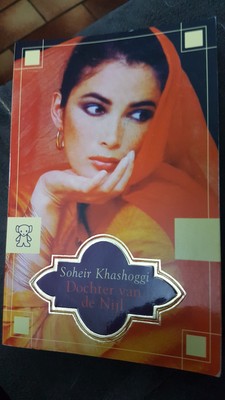 Soheir Khashoggi
Dochter van
de Nijl